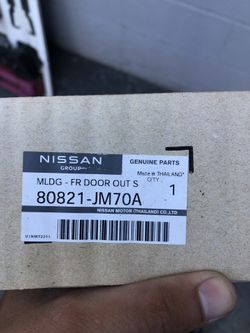 NISSAN
GROUP
GENUINE PARTS
Made in THAILAND
MLDG - FR DOOR OUT S
QTY.
1
80821-JM70A
NISSAN MOTOR (THAILAND) CO.,LTD